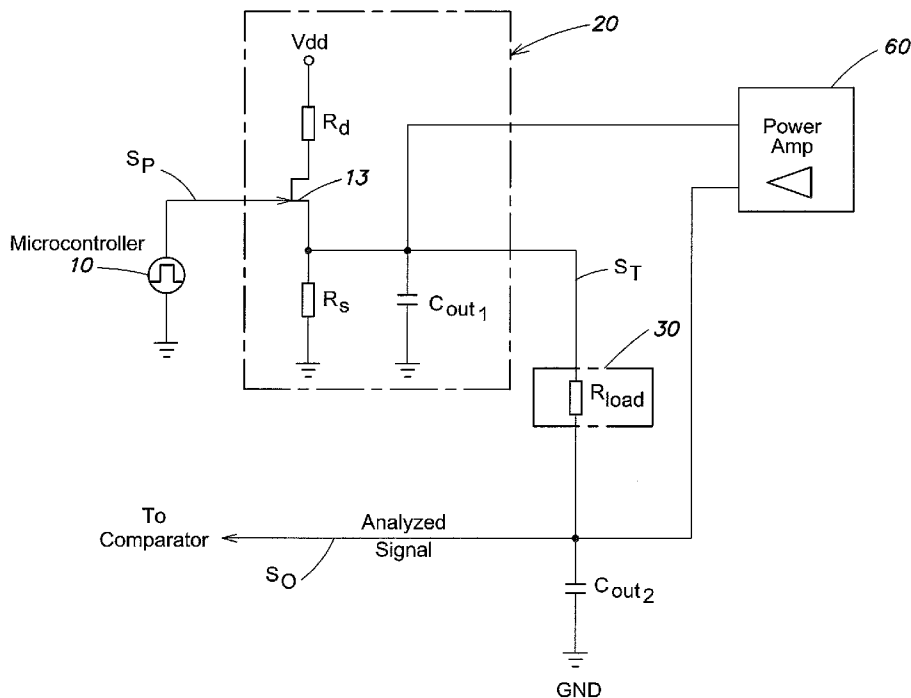 20
60
Vdd
Rd
Power
Amp
SP
13
Microcontroller
10
ST
Rs
Cout1
30
Rload
To
Comparator
Analyzed
Signal
SO
Cout2
GND